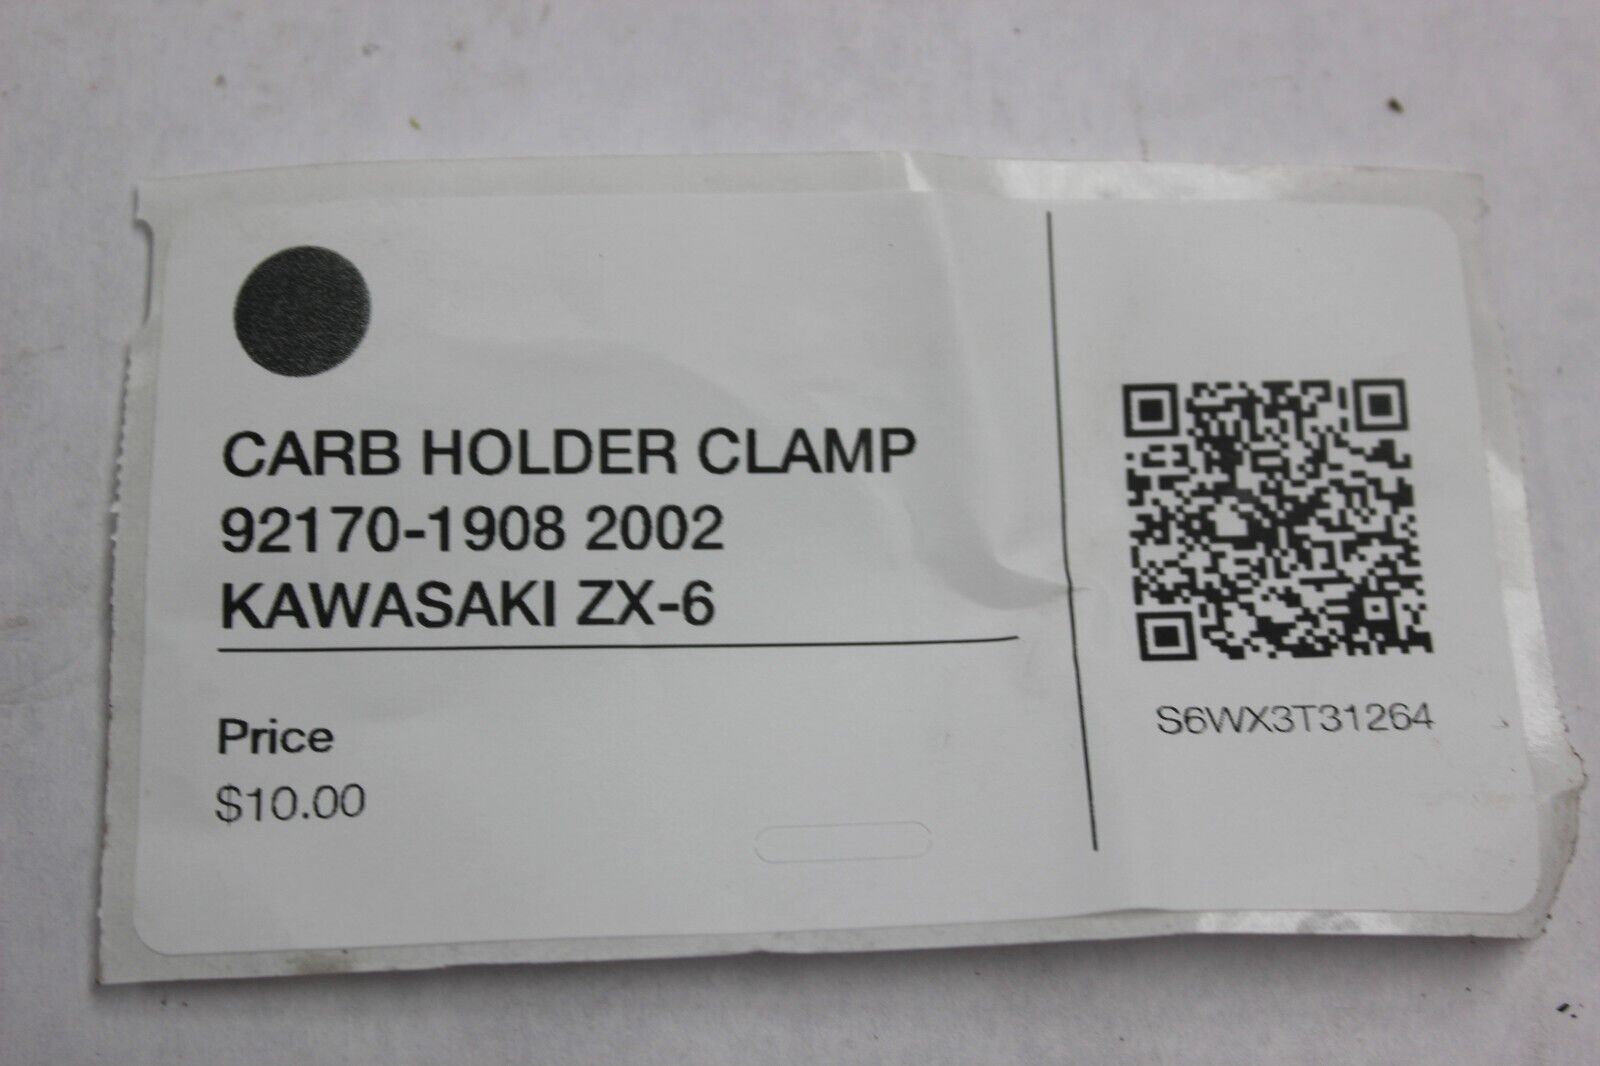 CARB HOLDER CLAMP
92170-1908 2002
KAWASAKI ZX-6
Price
$10.00
S6WX3T31264